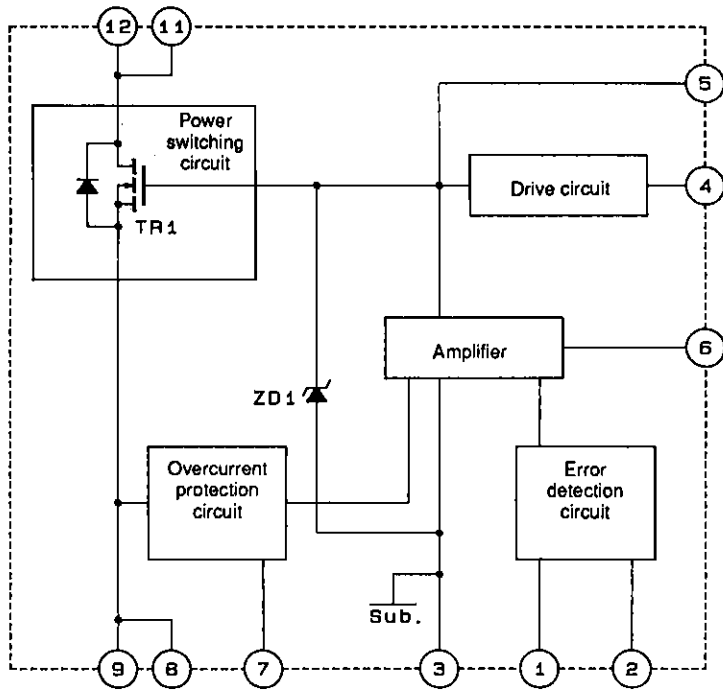 12 11
5
Power
switching
circuit
TR1
Drive circuit
4
Amplifier
6
ZD1
Overcurrent
protection
circuit
Error
detection
circuit
Sub.
9 8 7 3 1 2